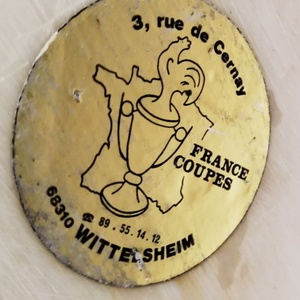 3, rue de Cernay
FRANCE
COUPES
☎ 89.55.14.12
68310 WITTELSHEIM